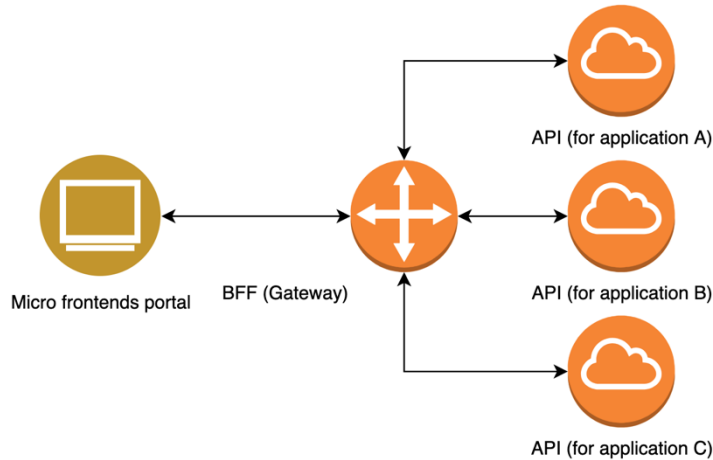 API (for application A)
Micro frontends portal
BFF (Gateway)
API (for application B)
API (for application C)